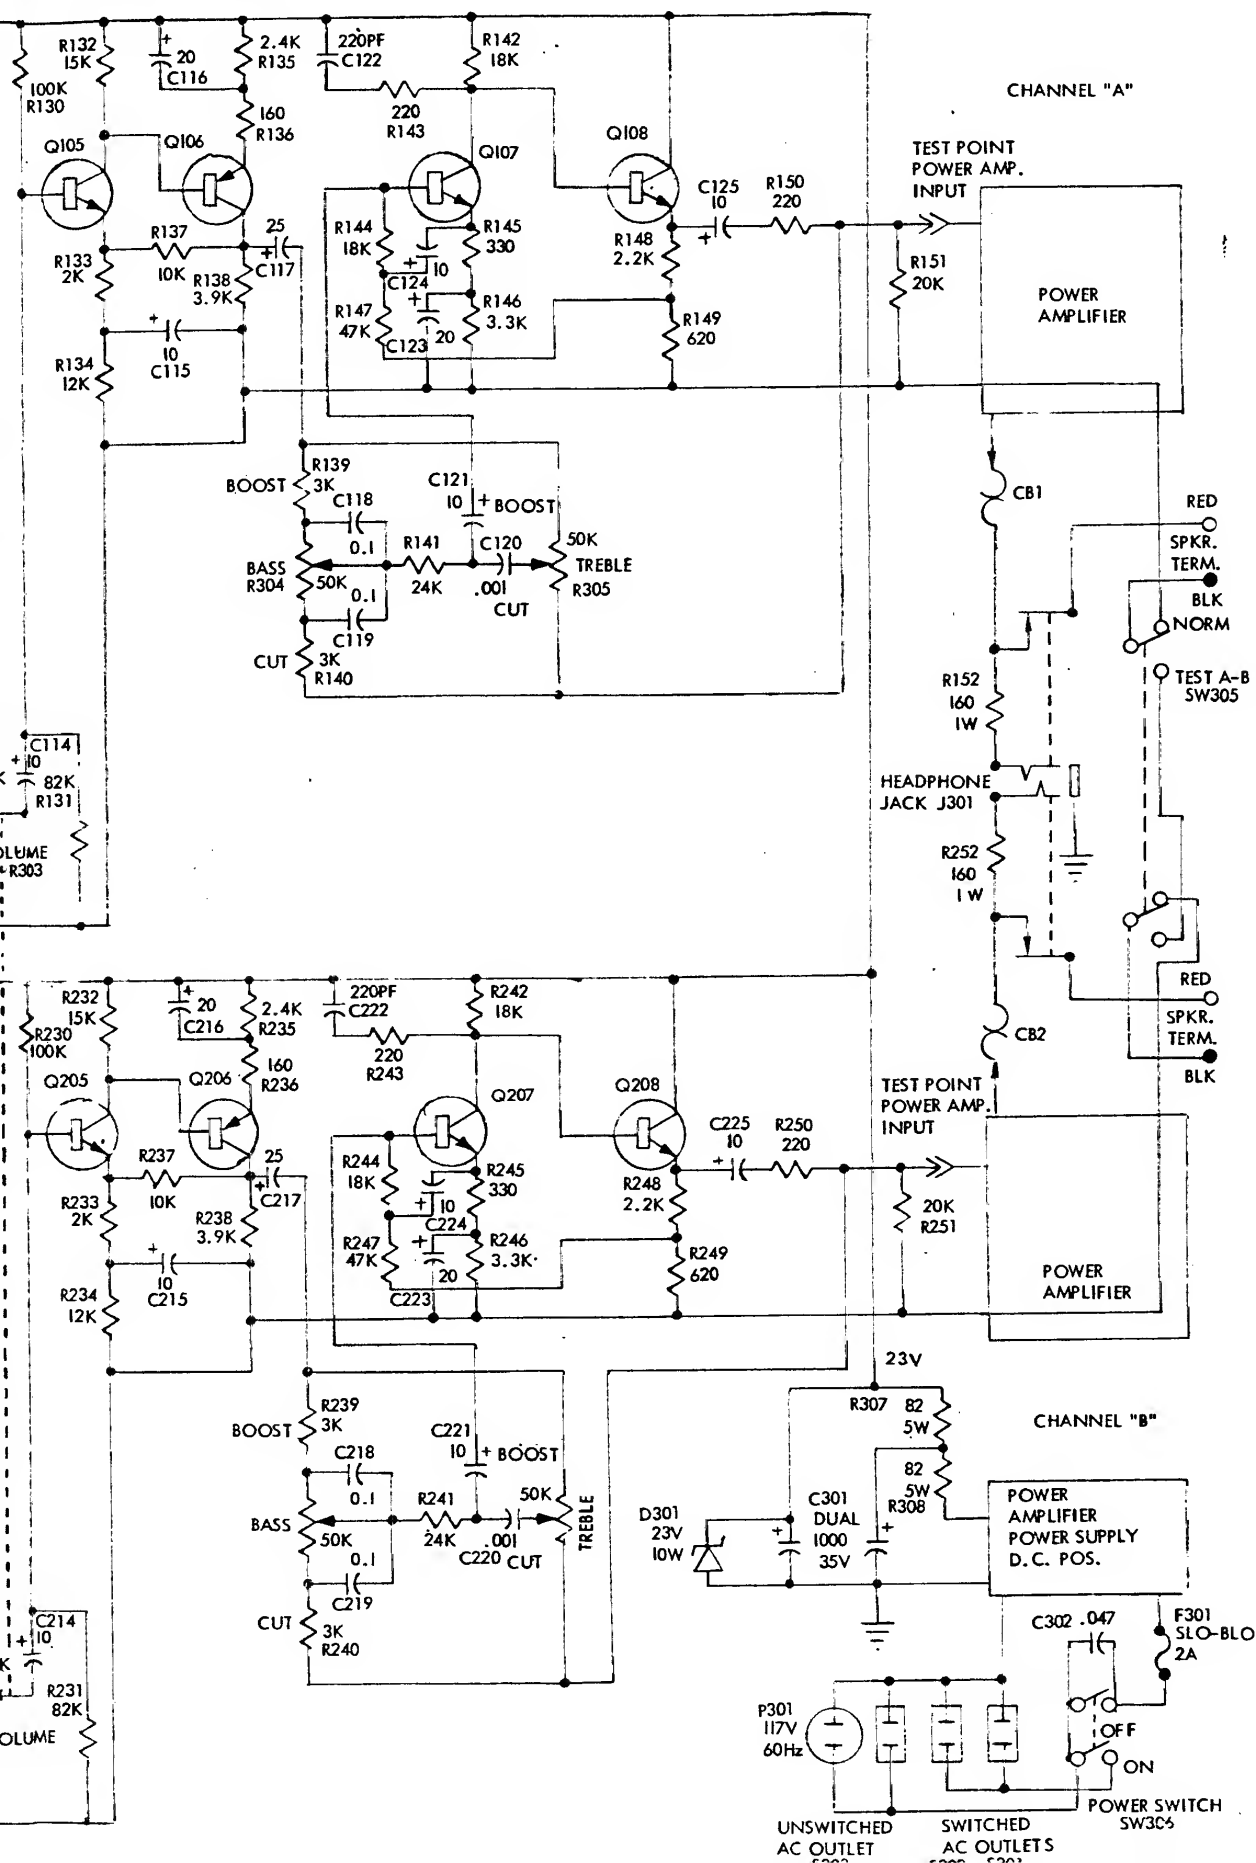 R132
15K
+
20
C116
2.4K
R135
220PF
C122
R142
18K
100K
R130
160
R136
220
R143
CHANNEL "A"
Q105
Q106
Q107
Q108
TEST POINT
POWER AMP.
INPUT
C125
10
+
R150
220
R137
10K
25
+
C117
R144
18K
R145
330
10
C124
+
R148
2.2K
R133
2K
R138
3.9K
R151
20K
POWER
AMPLIFIER
R147
47K
+
20
C123
R146
3.3K
R149
620
+
10
C115
R134
12K
R139
3K
BOOST
C118
0.1
C121
10
+ BOOST
CB1
RED
SPKR.
TERM.
BLK
NORM
BASS
R304
50K
R141
24K
C120
.001
CUT
50K
TREBLE
R305
0.1
C119
CUT
3K
R140
R152
160
1W
TEST A-B
SW305
C114
+
10
82K
R131
HEADPHONE
JACK J301
OLUME
R303
R252
160
1W
RED
SPKR.
TERM.
BLK
CB2
R232
15K
+
20
C216
2.4K
R235
220PF
C222
R242
18K
R230
100K
160
R236
220
R243
Q205
Q206
Q207
Q208
TEST POINT
POWER AMP.
INPUT
C225
10
+
R250
220
R237
10K
25
+
C217
R244
18K
R245
330
10
+
C224
R248
2.2K
R233
2K
R238
3.9K
20K
R251
R247
47K
+
20
C223
R246
3.3K
R249
620
POWER
AMPLIFIER
+
10
C215
R234
12K
23V
R239
3K
BOOST
C218
0.1
C221
10
+ BOOST
R307
82
5W
CHANNEL "B"
BASS
50K
R241
24K
.001
C220
CUT
50K
TREBLE
82
5W
R308
D301
23V
10W
C301
DUAL
1000
35V
+
+
POWER
AMPLIFIER
POWER SUPPLY
D.C. POS.
0.1
C219
CUT
3K
R240
C214
+
10
K
R231
82K
OLUME
C302 .047
F301
SLO-BLO
2A
P301
117V
60Hz
OFF
ON
POWER SWITCH
SW306
UNSWITCHED
AC OUTLET
SWITCHED
AC OUTLETS